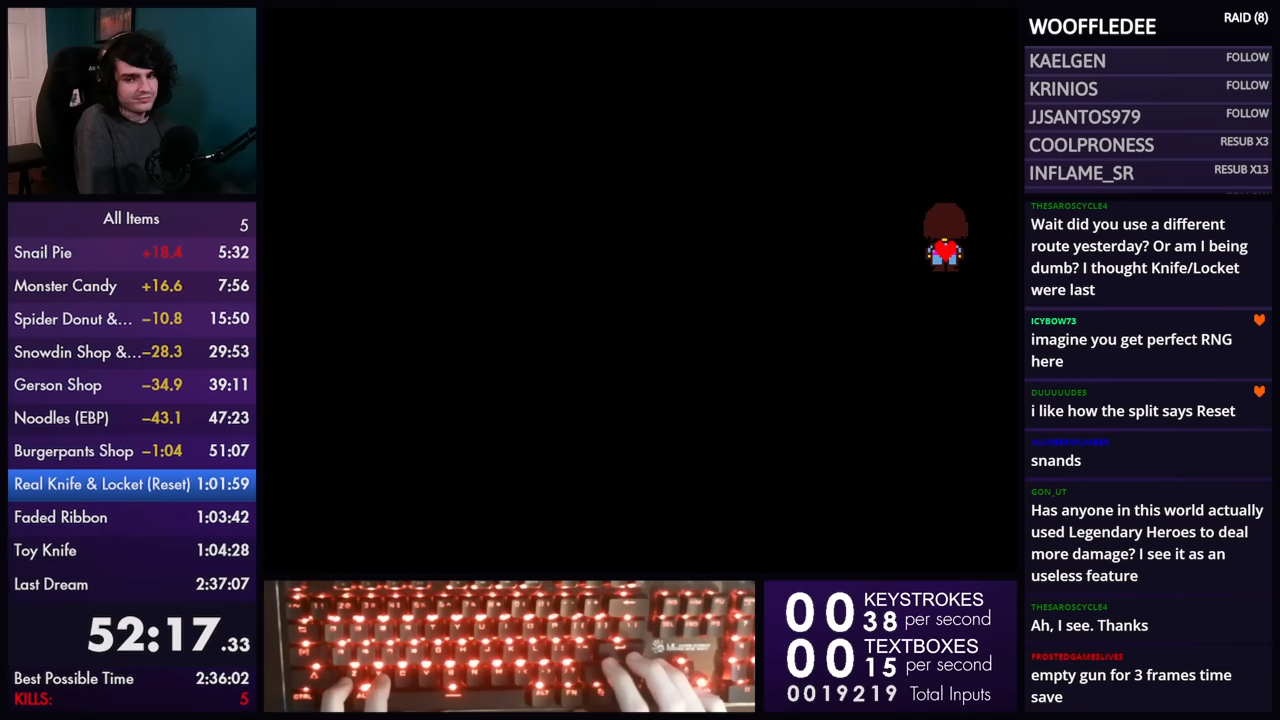 All Items
5
Snail Pie +18.4 5:32
Monster Candy +16.6 7:56
Spider Donut &... −10.8 15:50
Snowdin Shop &... −28.3 29:53
Gerson Shop −34.9 39:11
Noodles (EBP) −43.1 47:23
Burgerpants Shop −1:04 51:07
Real Knife & Locket (Reset) 1:01:59
Faded Ribbon 1:03:42
Toy Knife 1:04:28
Last Dream 2:37:07
52:17.33
Best Possible Time 2:36:02
KILLS: 5
00 38 KEYSTROKES per second
00 15 TEXTBOXES per second
0019219 Total Inputs
WOOFFLEDEE RAID (8)
KAELGEN FOLLOW
KRINIOS FOLLOW
JJSANTOS979 FOLLOW
COOLPRONESS RESUB X3
INFLAME_SR RESUB X13
THESAROSCYCLE4
Wait did you use a different
route yesterday? Or am I being
dumb? I thought Knife/Locket
were last
ICYBOW73
imagine you get perfect RNG
here
DUUUUUDES
i like how the split says Reset
snands
GON_UT
Has anyone in this world actually
used Legendary Heroes to deal
more damage? I see it as an
useless feature
THESAROSCYCLE4
Ah, I see. Thanks
FROSTEDGAMESLIVES
empty gun for 3 frames time
save